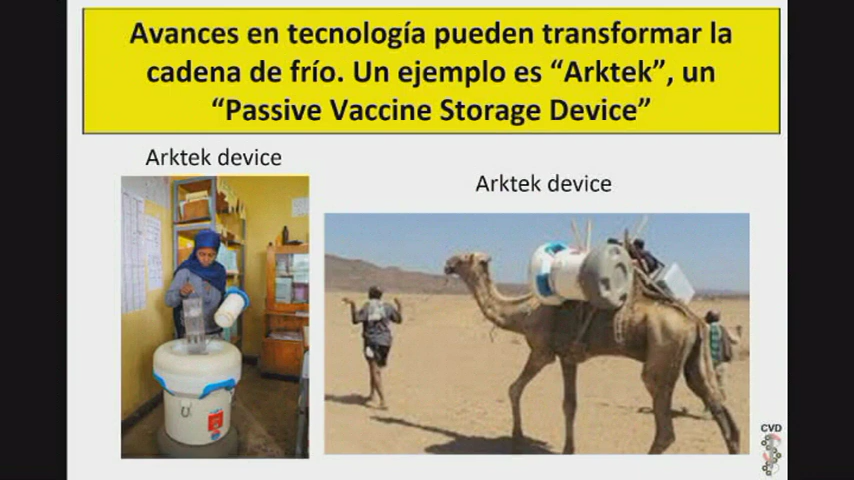 Avances en tecnología pueden transformar la
cadena de frío. Un ejemplo es “Arktek”, un
“Passive Vaccine Storage Device”
Arktek device
Arktek device
CVD